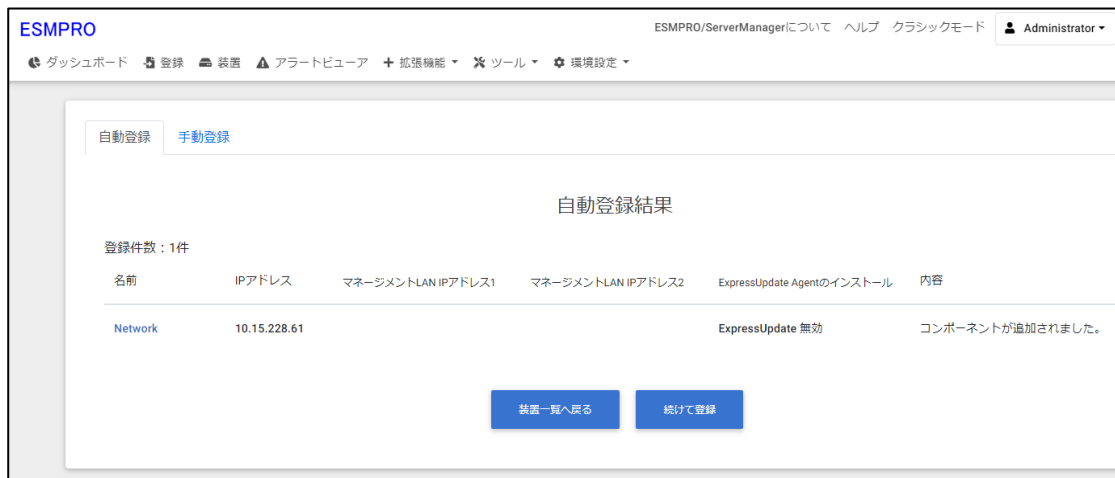 ESMPRO
ESMPRO/ServerManagerについて ヘルプ クラシックモード Administrator
ダッシュボード 登録 装置 アラートビューア 拡張機能 ツール 環境設定
自動登録 手動登録
自動登録結果
登録件数：1件
名前 IPアドレス マネージメントLAN IPアドレス1 マネージメントLAN IPアドレス2 ExpressUpdate Agentのインストール 内容
Network 10.15.228.61 ExpressUpdate 無効 コンポーネントが追加されました。
装置一覧へ戻る 続けて登録